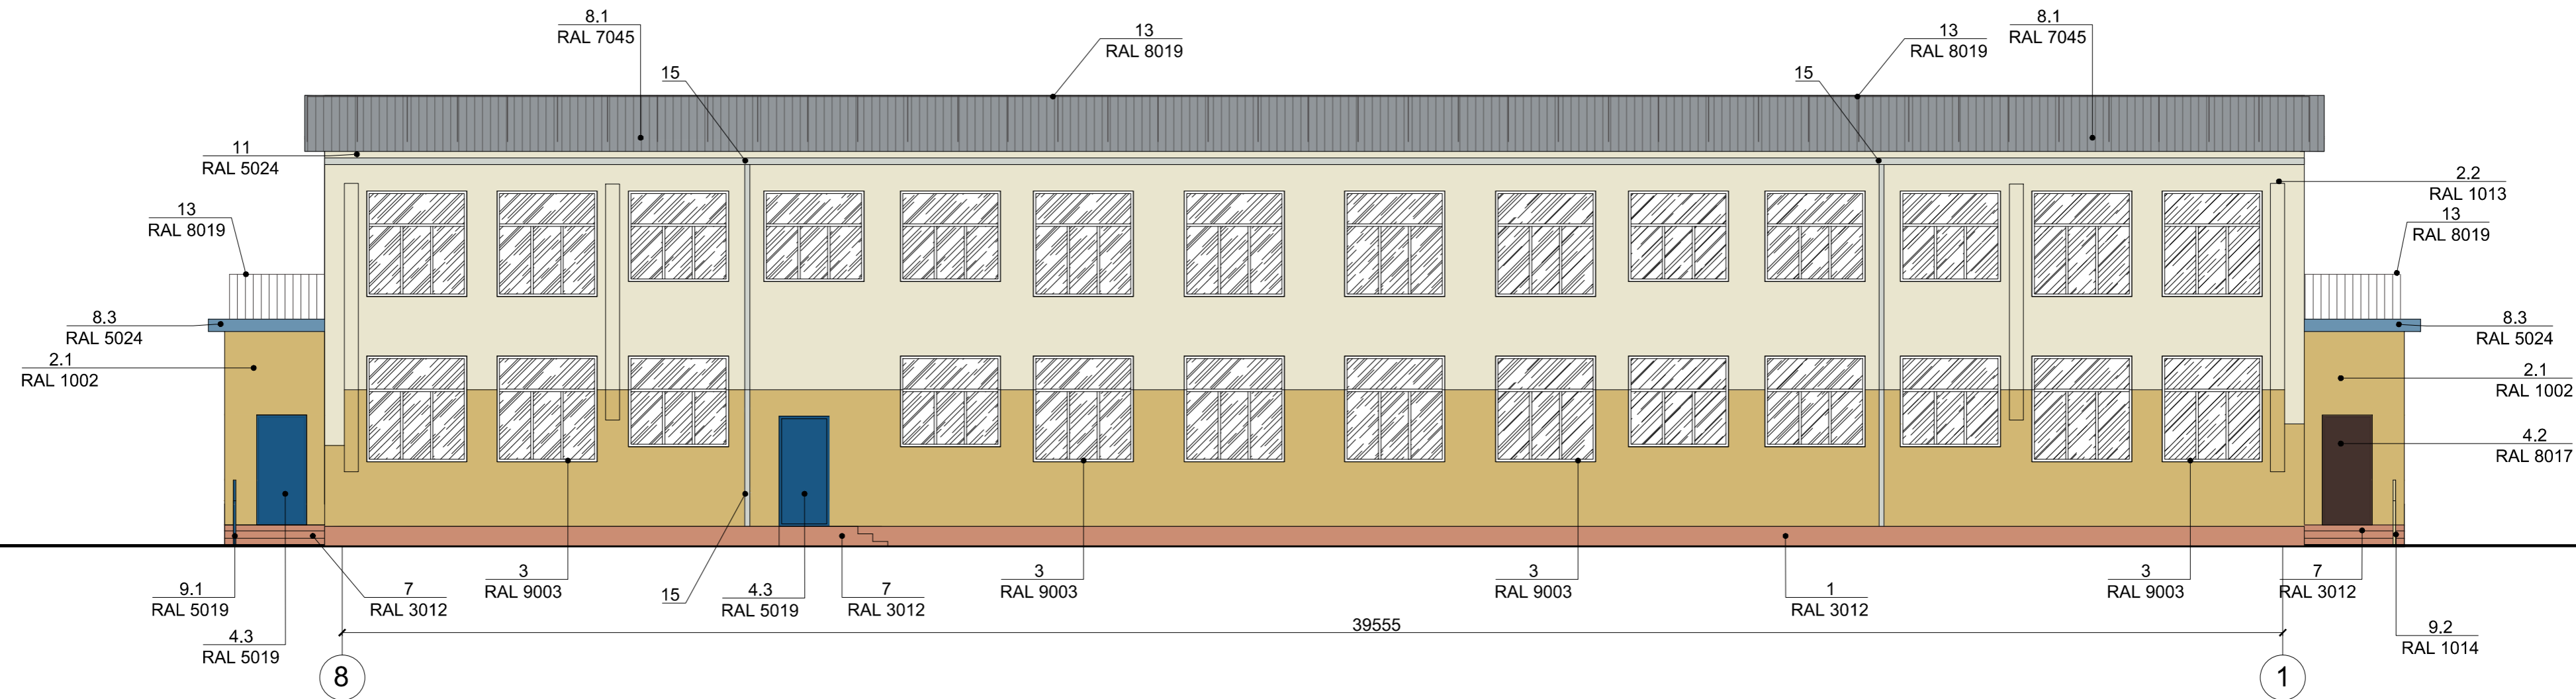 8.1
RAL 7045
13
RAL 8019
13
RAL 8019
8.1
RAL 7045
15
15
11
RAL 5024
2.2
RAL 1013
13
RAL 8019
13
RAL 8019
8.3
RAL 5024
8.3
RAL 5024
2.1
RAL 1002
2.1
RAL 1002
4.2
RAL 8017
9.1
RAL 5019
7
RAL 3012
3
RAL 9003
15
4.3
RAL 5019
7
RAL 3012
3
RAL 9003
3
RAL 9003
1
RAL 3012
3
RAL 9003
7
RAL 3012
4.3
RAL 5019
39555
9.2
RAL 1014
8
1